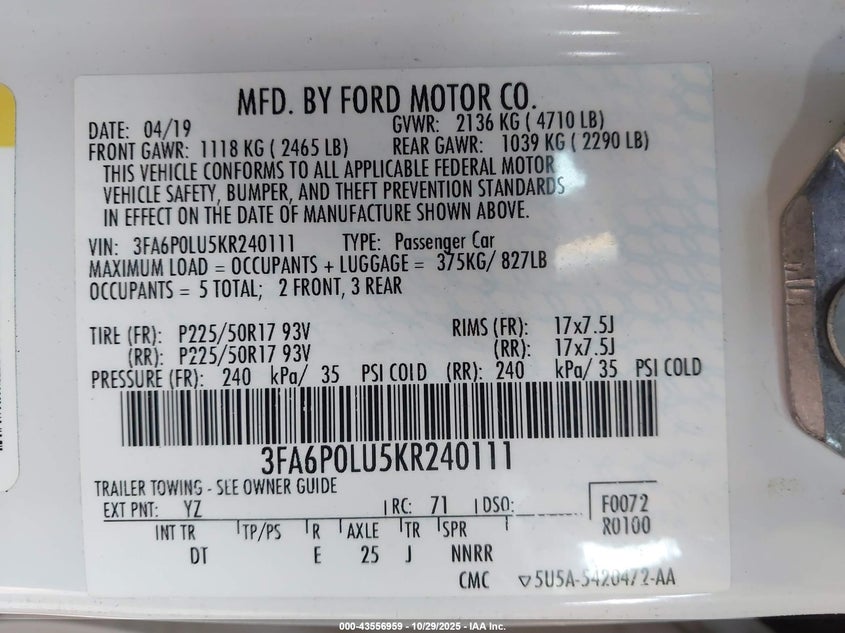 MFD. BY FORD MOTOR CO.
DATE: 04/19 GVWR: 2136 KG ( 4710 LB)
FRONT GAWR: 1118 KG ( 2465 LB) REAR GAWR: 1039 KG ( 2290 LB)
THIS VEHICLE CONFORMS TO ALL APPLICABLE FEDERAL MOTOR
VEHICLE SAFETY, BUMPER, AND THEFT PREVENTION STANDARDS
IN EFFECT ON THE DATE OF MANUFACTURE SHOWN ABOVE.
VIN: 3FA6P0LU5KR240111 TYPE: Passenger Car
MAXIMUM LOAD = OCCUPANTS + LUGGAGE = 375KG/ 827LB
OCCUPANTS = 5 TOTAL; 2 FRONT, 3 REAR
TIRE (FR): P225/50R17 93V RIMS (FR): 17x7.5J
(RR): P225/50R17 93V (RR): 17x7.5J
PRESSURE (FR): 240 kPa/ 35 PSI COLD (RR): 240 kPa/ 35 PSI COLD
3FA6P0LU5KR240111
TRAILER TOWING - SEE OWNER GUIDE
EXT PNT: YZ RC: 71 DSO: F0072
INT TR TP/PS R AXLE TR SPR R0100
DT E 25 J NNRR
CMC ▽5U5A-5420472-AA
000-43556959 | 10/29/2025 - IAA Inc.